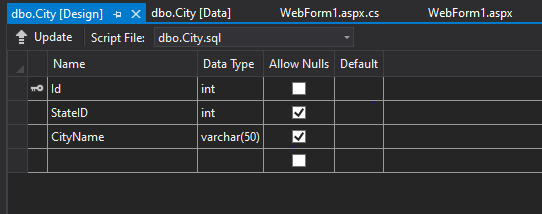 dbo.City [Design] dbo.City [Data] WebForm1.aspx.cs WebForm1.aspx
Update Script File: dbo.City.sql
Name Data Type Allow Nulls Default
Id int
StateID int
CityName varchar(50)